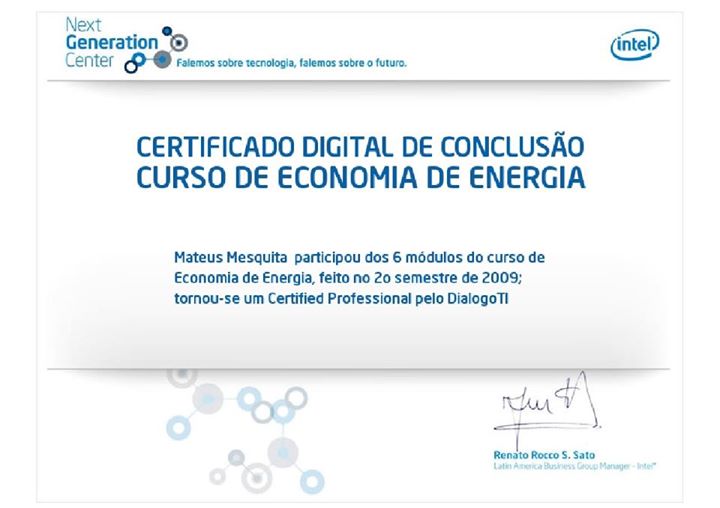 Next
Generation
Center
Falemos sobre tecnologia, falemos sobre o futuro.
intel
CERTIFICADO DIGITAL DE CONCLUSÃO
CURSO DE ECONOMIA DE ENERGIA
Mateus Mesquita participou dos 6 módulos do curso de
Economia de Energia, feito no 2o semestre de 2009;
tornou-se um Certified Professional pelo DialogoTI
Renato Rocco S. Sato
Latin America Business Group Manager - Intel®